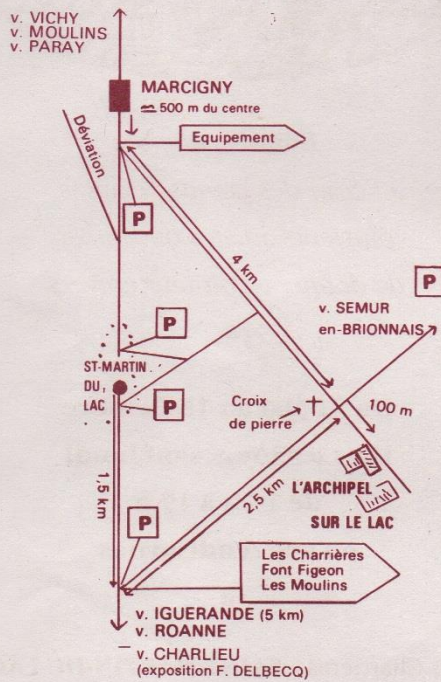 v. VICHY
v. MOULINS
v. PARAY
MARCIGNY
≃ 500 m du centre
Equipement
Déviation
P
4 km
P
v. SEMUR
en-BRIONNAIS
P
ST-MARTIN
DU
LAC
P
Croix
de pierre
100 m
1,5 km
2,5 km
L'ARCHIPEL
SUR LE LAC
P
Les Charrières
Font Figeon
Les Moulins
v. IGUERANDE (5 km)
v. ROANNE
v. CHARLIEU
(exposition F. DELBECQ)